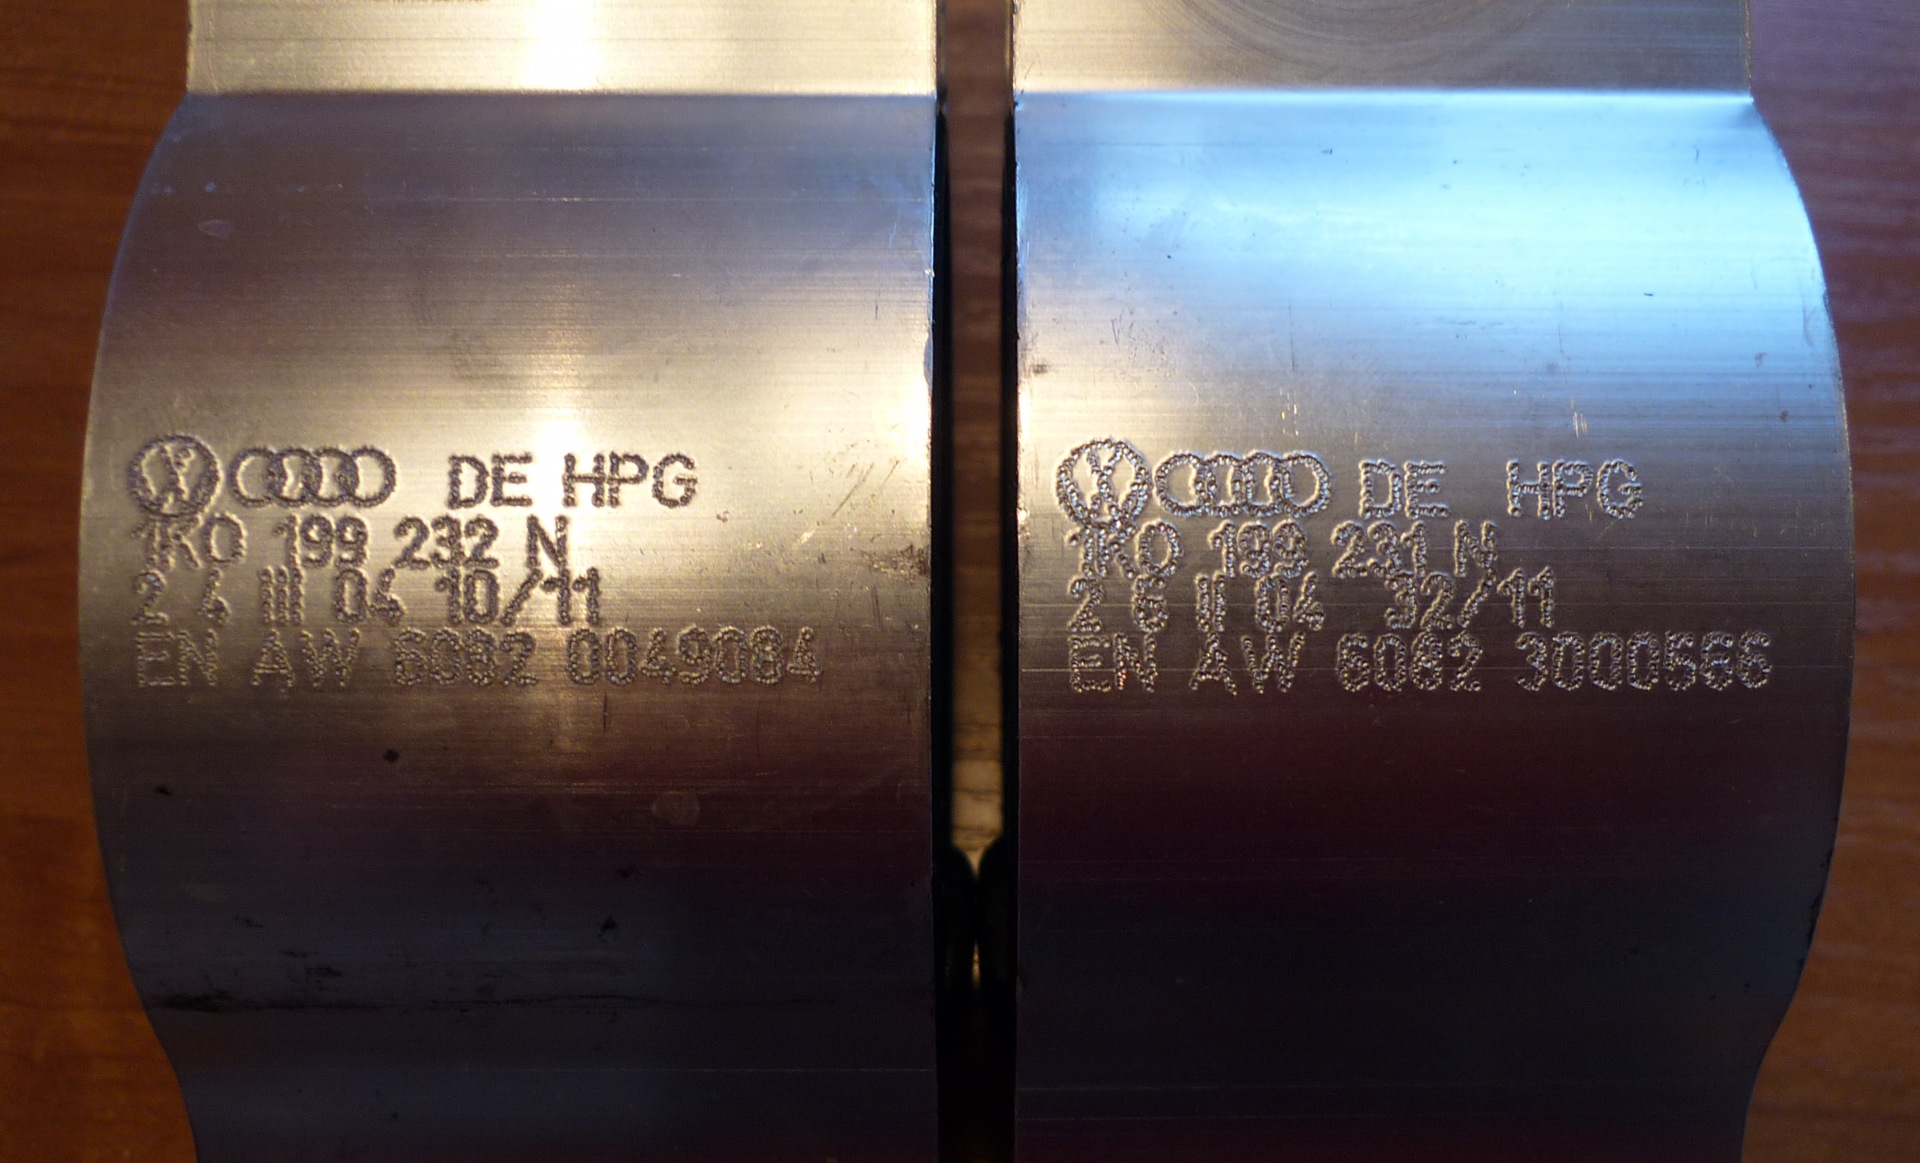 DE HPG
1K0 199 232 N
2 4 III 04 10/11
EN AW 6082 0049084
DE HPG
1K0 199 231 N
2 6 II 04 32/11
EN AW 6082 3000566